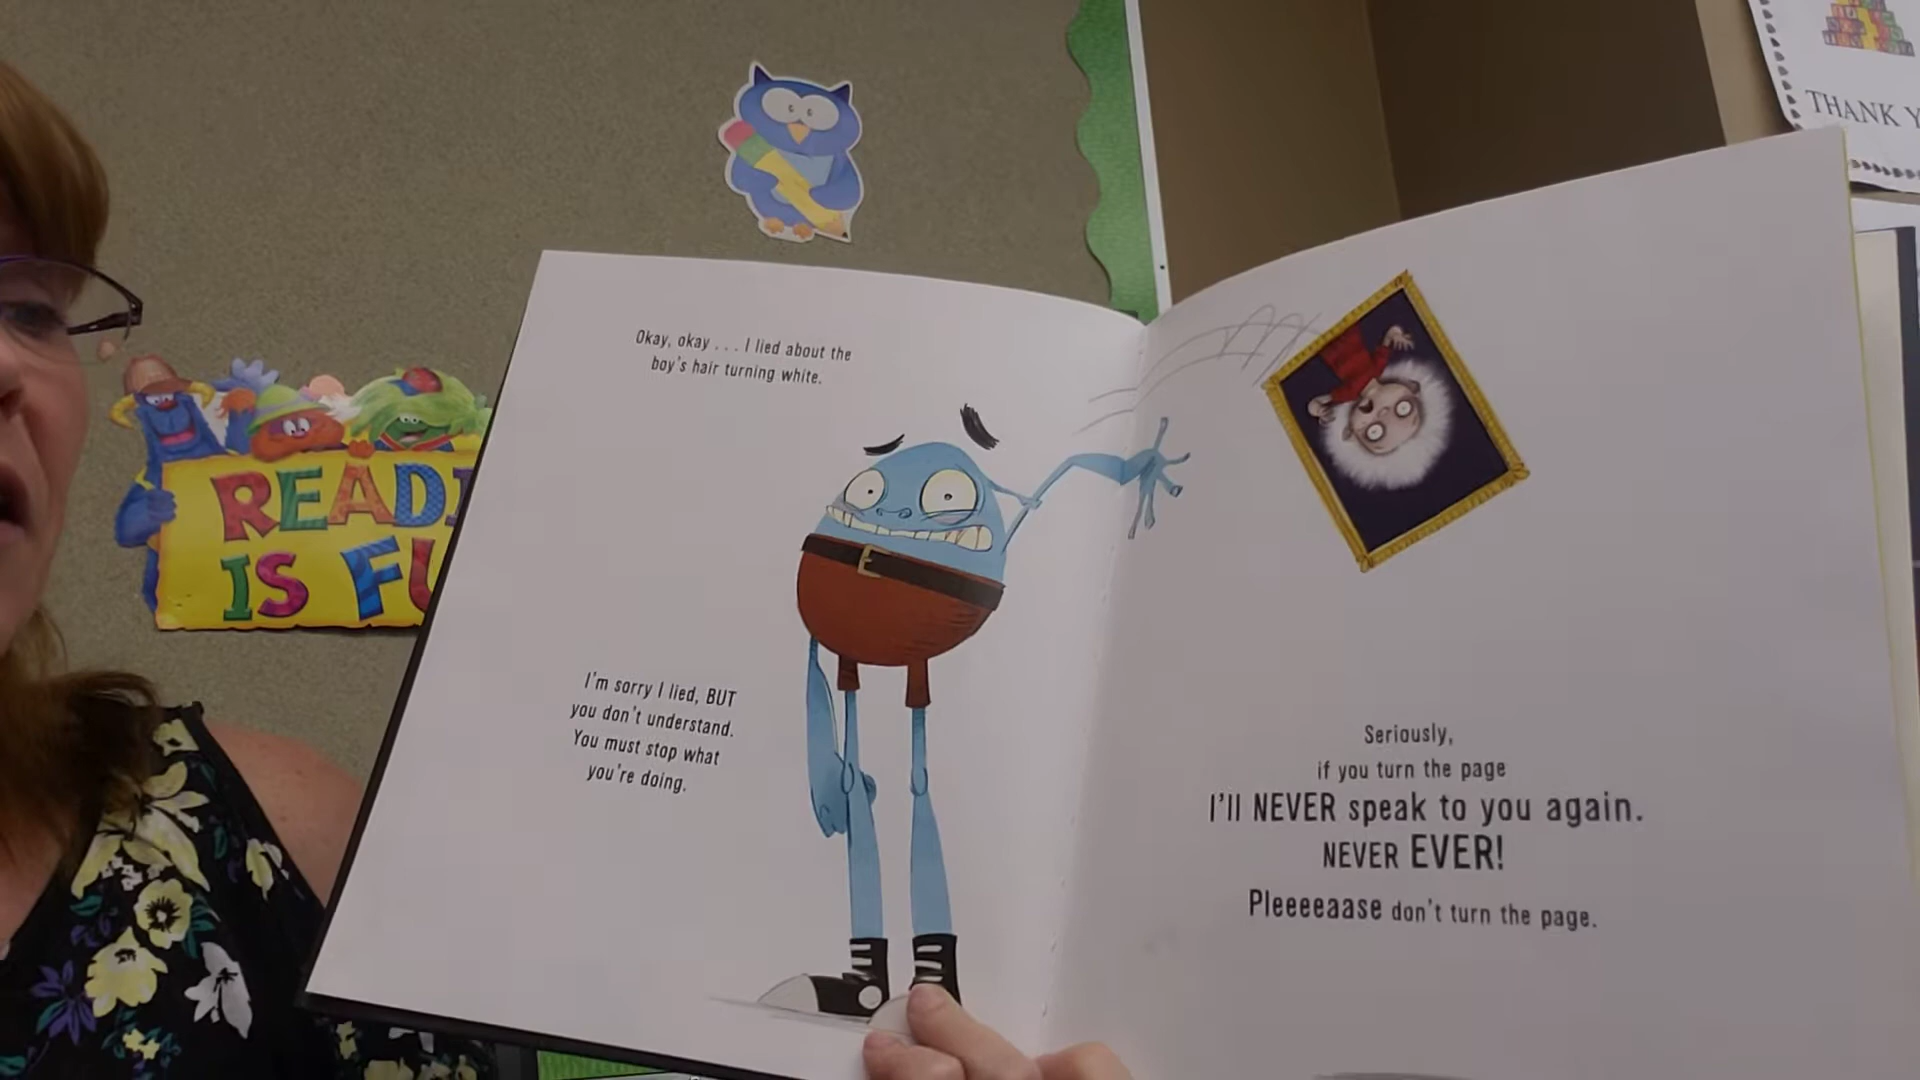 THANK
READ
IS
Okay, okay . . . I lied about the
boy's hair turning white.
I'm sorry I lied, BUT
you don't understand.
You must stop what
you're doing.
Seriously,
if you turn the page
I'll NEVER speak to you again.
NEVER EVER!
Pleeeeaase don't turn the page.